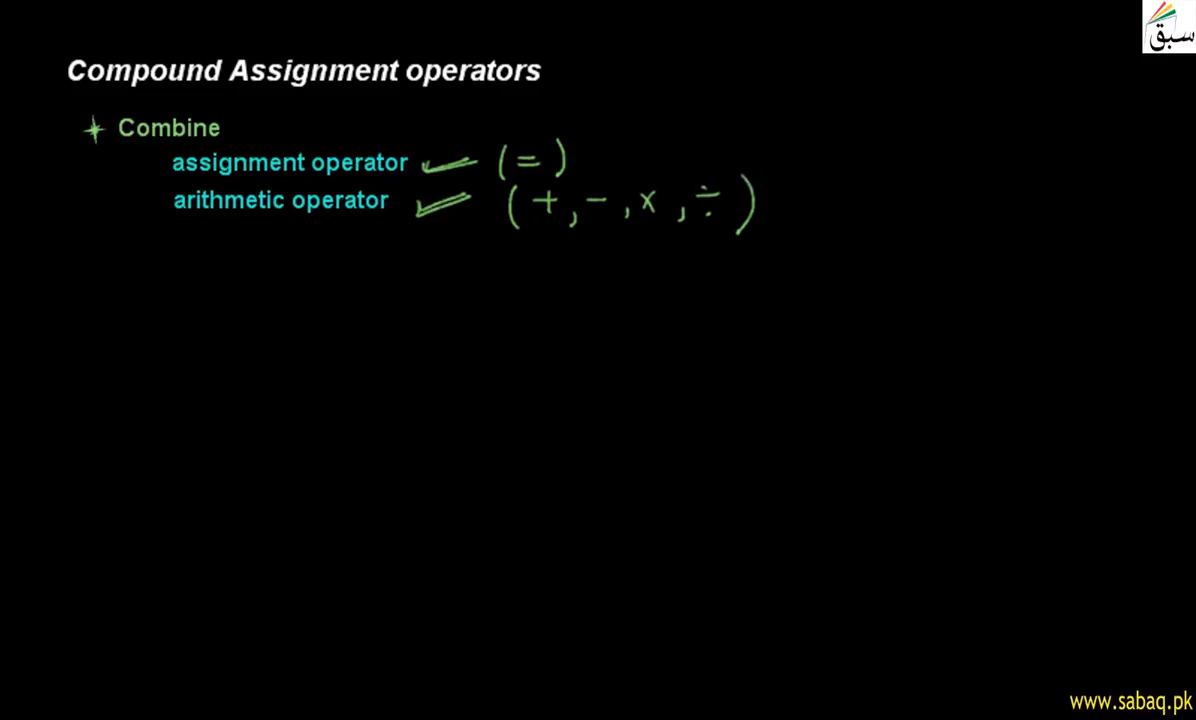 سبق
Compound Assignment operators
Combine
assignment operator (=)
arithmetic operator (+, -, x, ÷)
www.sabaq.pk